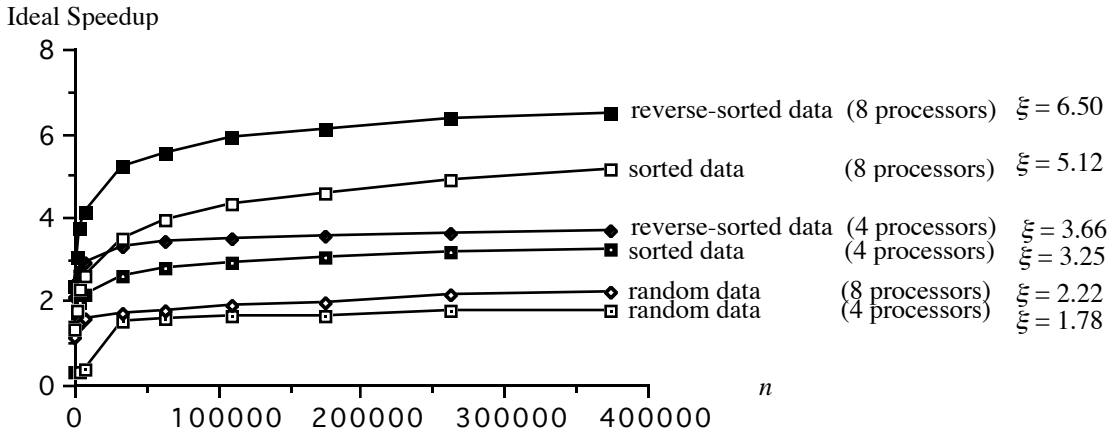 Ideal Speedup
8
6
4
2
0
reverse-sorted data (8 processors) ξ = 6.50
sorted data (8 processors) ξ = 5.12
reverse-sorted data (4 processors) ξ = 3.66
sorted data (4 processors) ξ = 3.25
random data (8 processors) ξ = 2.22
random data (4 processors) ξ = 1.78
n
0 100000 200000 300000 400000